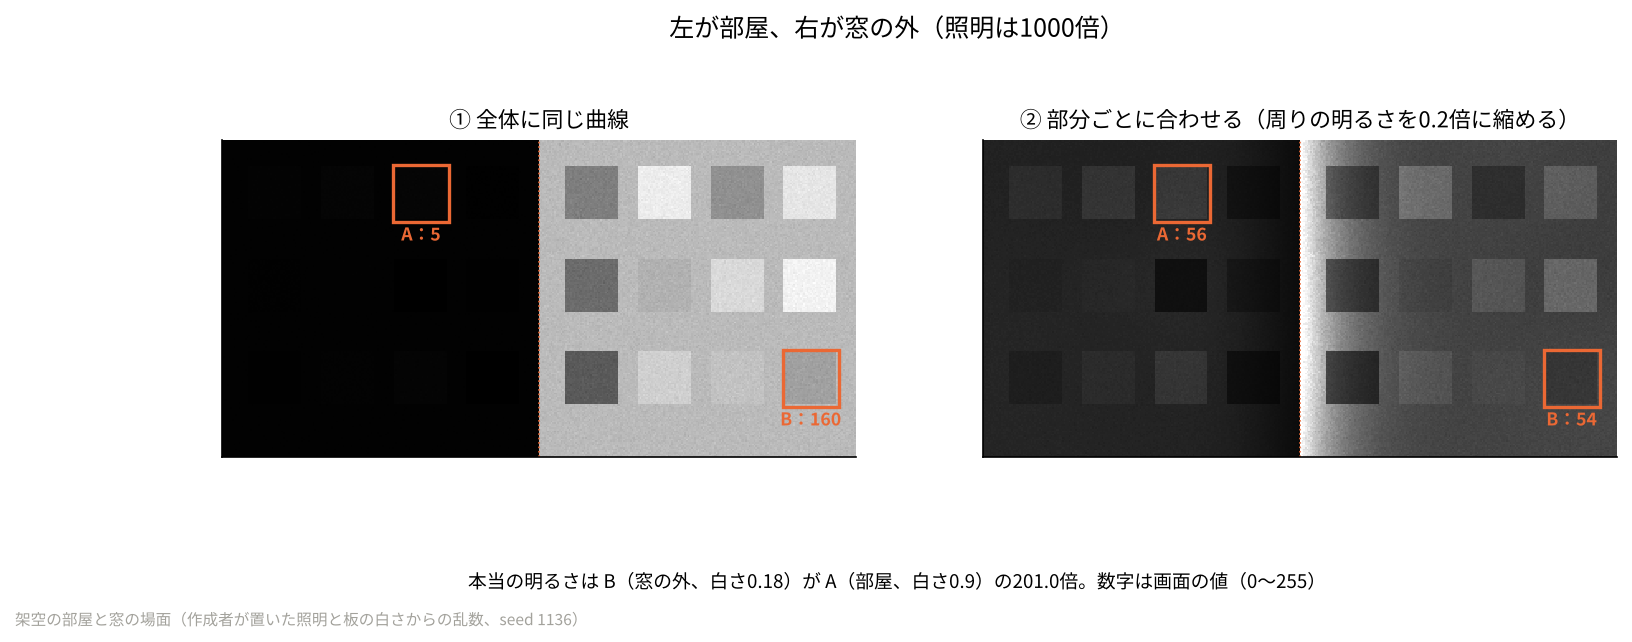 左が部屋、右が窓の外（照明は1000倍）
① 全体に同じ曲線
② 部分ごとに合わせる（周りの明るさを0.2倍に縮める）
A：5
B：160
A：56
B：54
本当の明るさは B（窓の外、白さ0.18）が A（部屋、白さ0.9）の201.0倍。数字は画面の値（0～255）
架空の部屋と窓の場面（作成者が置いた照明と板の白さからの乱数、seed 1136）